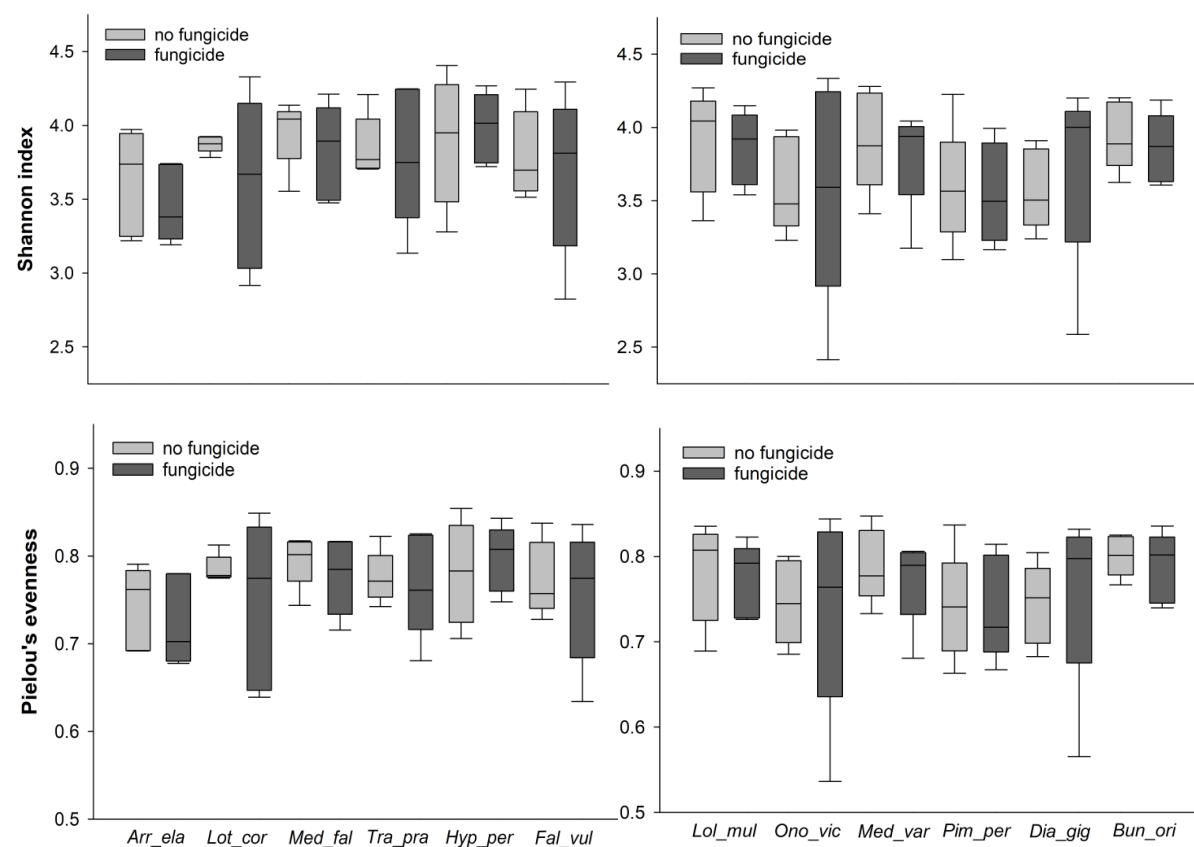 no fungicide
fungicide
4.5
4.0
3.5
3.0
2.5
Shannon index
no fungicide
fungicide
4.5
4.0
3.5
3.0
2.5
no fungicide
fungicide
0.9
0.8
0.7
0.6
0.5
Pielou's evenness
Arr_ela Lot_cor Med_fal Tra_pra Hyp_per Fal_vul
no fungicide
fungicide
0.9
0.8
0.7
0.6
0.5
Lol_mul Ono_vic Med_var Pim_per Dia_gig Bun_ori